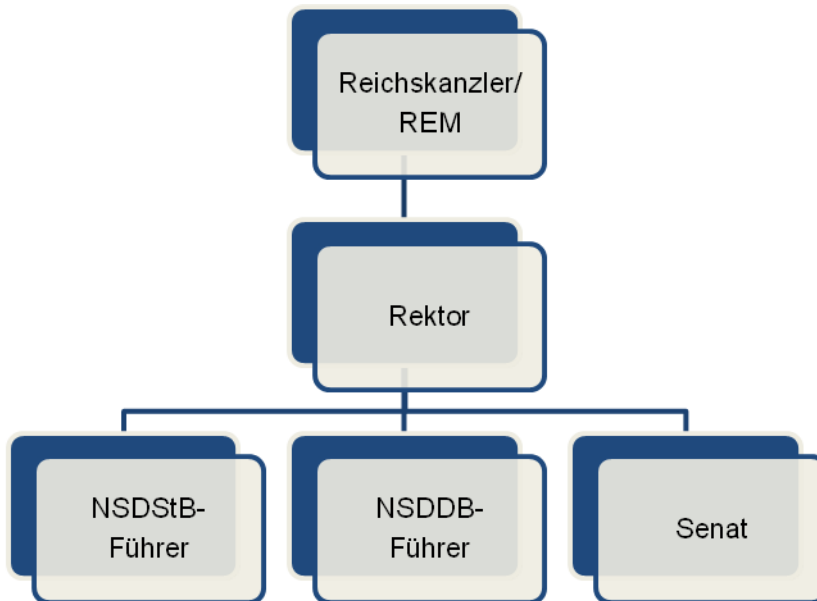 Reichskanzler/
REM
Rektor
NSDStB-
Führer
NSDDB-
Führer
Senat